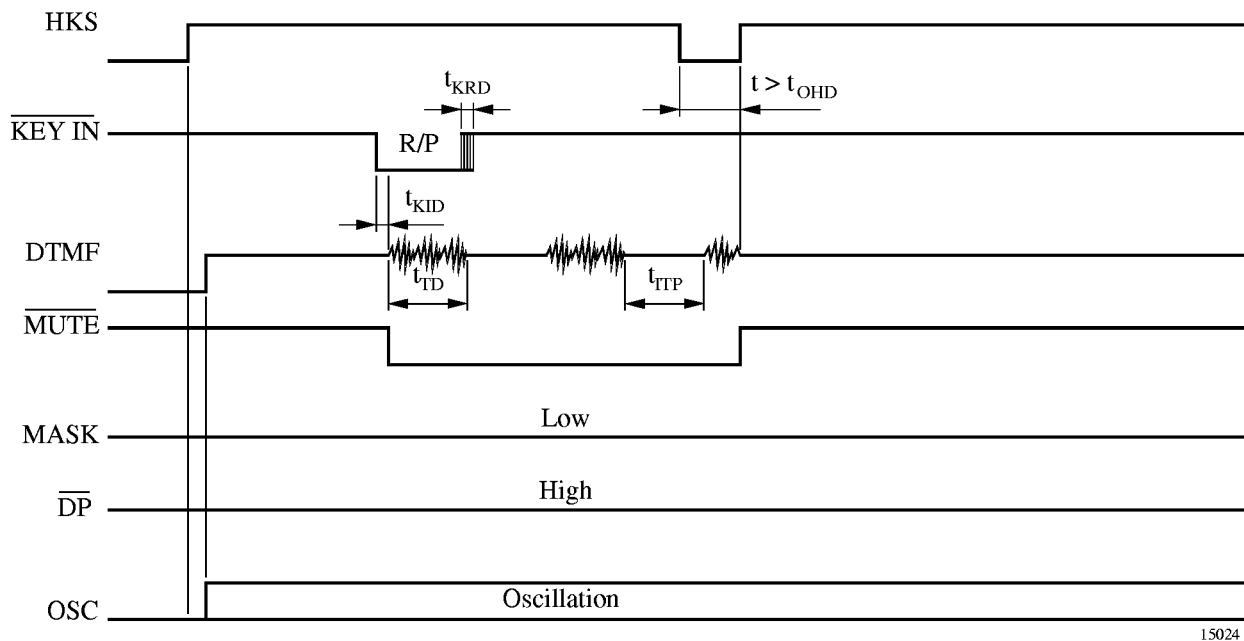 HKS
t_KRD
t > t_OHD
KEY IN
R/P
t_KID
DTMF
t_TD
t_ITP
MUTE
Low
MASK
High
DP
Oscillation
OSC
15024